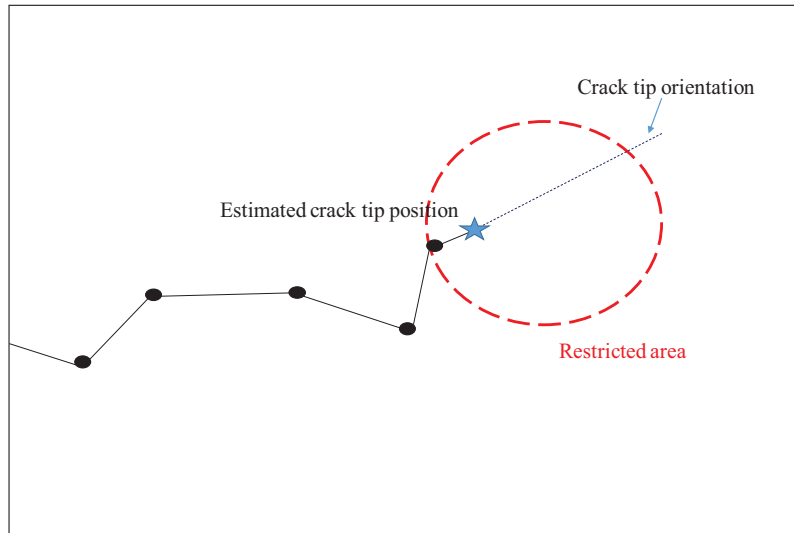 Crack tip orientation
Estimated crack tip position
Restricted area